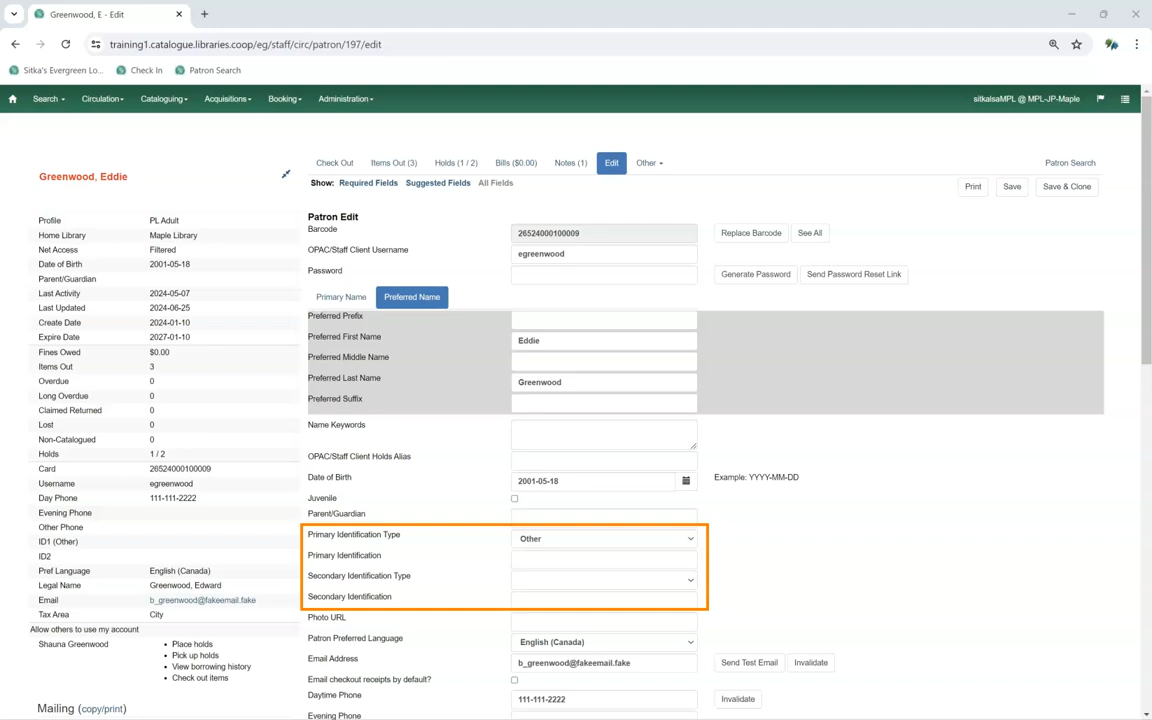 Greenwood, E - Edit
training1.catalogue.libraries.coop/eg/staff/circ/patron/197/edit
Sitka's Evergreen Lo... Check In Patron Search
Search Circulation Cataloguing Acquisitions Booking Administration sitkalsaMPL @ MPL-JP-Maple
Greenwood, Eddie
Profile PL Adult
Home Library Maple Library
Net Access Filtered
Date of Birth 2001-05-18
Parent/Guardian
Last Activity 2024-05-07
Last Updated 2024-06-25
Create Date 2024-01-10
Expire Date 2027-01-10
Fines Owed $0.00
Items Out 3
Overdue 0
Long Overdue 0
Claimed Returned 0
Lost 0
Non-Catalogued 0
Holds 1 / 2
Card 26524000100009
Username egreenwood
Day Phone 111-111-2222
Evening Phone
Other Phone
ID1 (Other)
ID2
Pref Language English (Canada)
Legal Name Greenwood, Edward
Email b_greenwood@fakeemail.fake
Tax Area City
Allow others to use my account
Shauna Greenwood • Place holds
• Pick up holds
• View borrowing history
• Check out items
Mailing (copy/print)
Check Out Items Out (3) Holds (1 / 2) Bills ($0.00) Notes (1) Edit Other Patron Search
Show: Required Fields Suggested Fields All Fields Print Save Save & Clone
Patron Edit
Barcode 26524000100009 Replace Barcode See All
OPAC/Staff Client Username egreenwood
Password Generate Password Send Password Reset Link
Primary Name Preferred Name
Preferred Prefix
Preferred First Name Eddie
Preferred Middle Name
Preferred Last Name Greenwood
Preferred Suffix
Name Keywords
OPAC/Staff Client Holds Alias
Date of Birth 2001-05-18 Example: YYYY-MM-DD
Juvenile
Parent/Guardian
Primary Identification Type Other
Primary Identification
Secondary Identification Type
Secondary Identification
Photo URL
Patron Preferred Language English (Canada)
Email Address b_greenwood@fakeemail.fake Send Test Email Invalidate
Email checkout receipts by default?
Daytime Phone 111-111-2222 Invalidate
Evening Phone